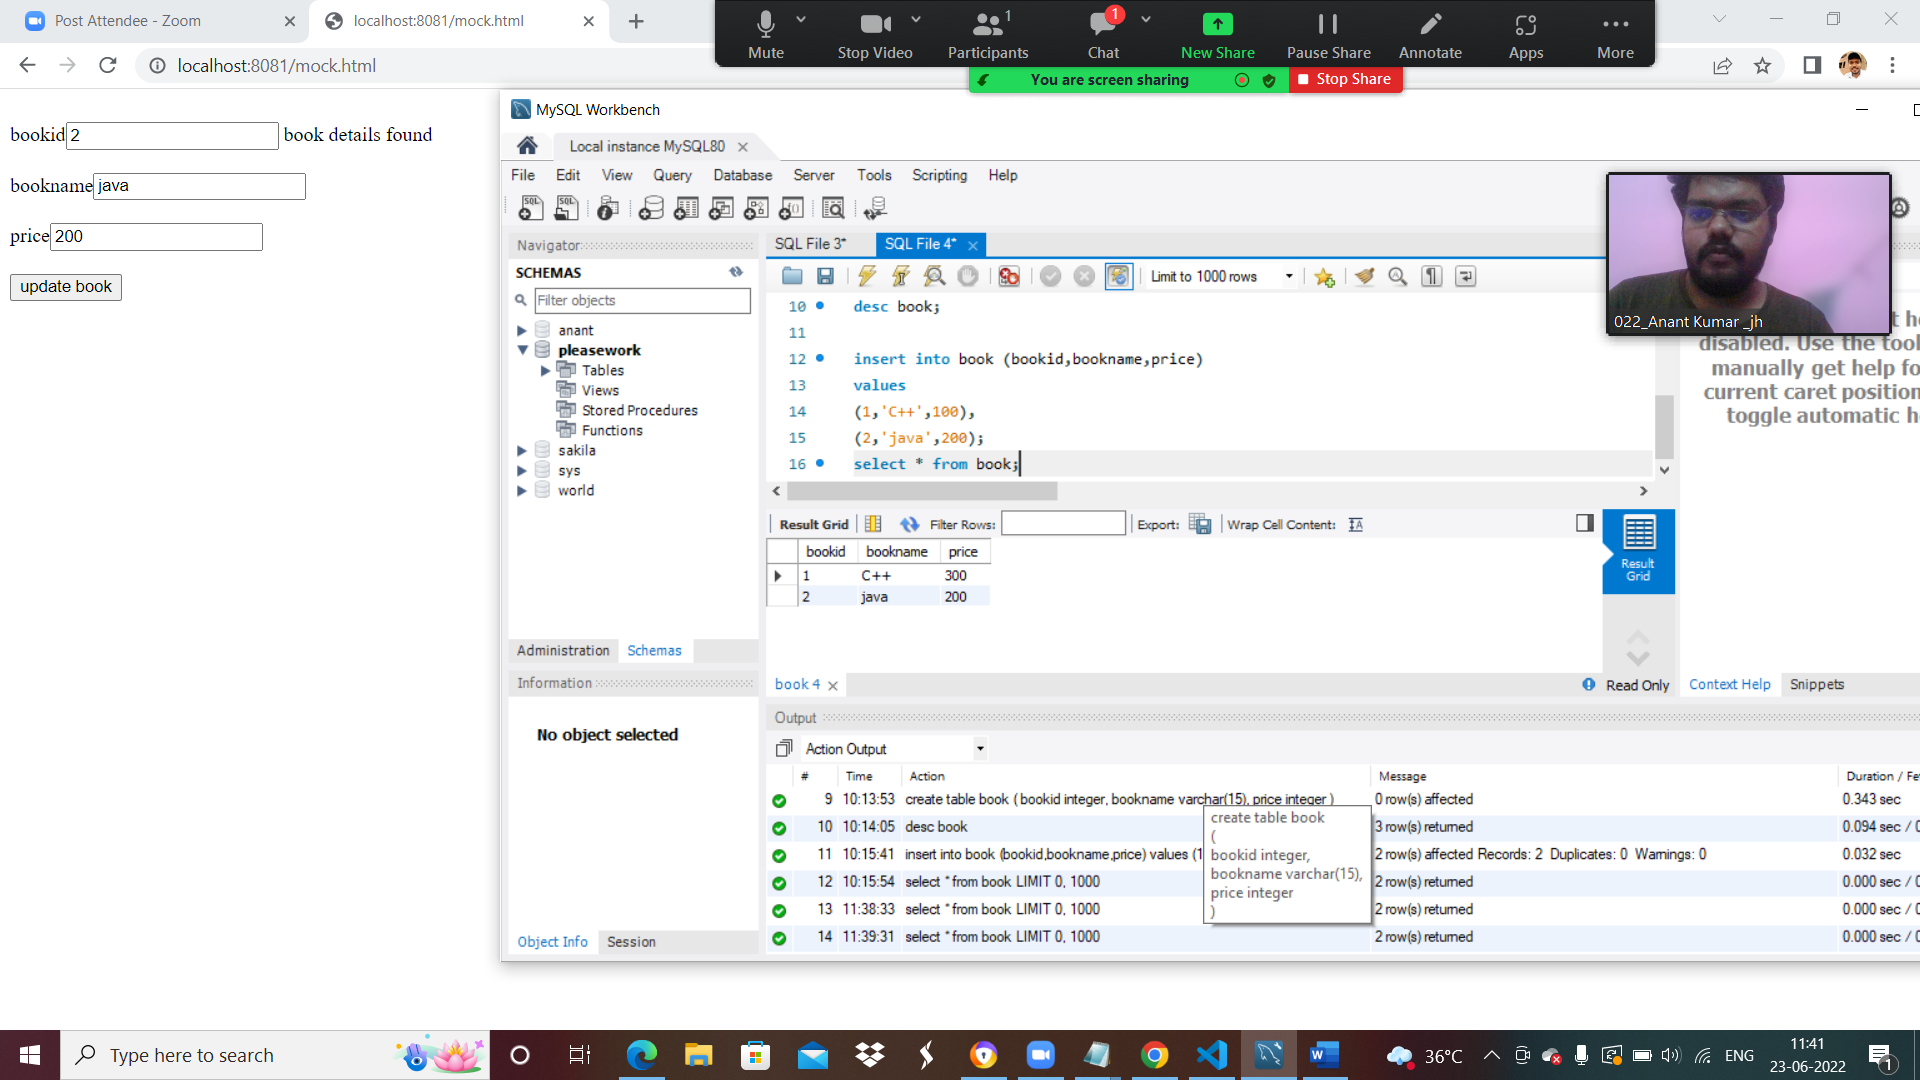 Post Attendee - Zoom
localhost:8081/mock.html
localhost:8081/mock.html
Mute
Stop Video
1
Participants
1
Chat
New Share
Pause Share
Annotate
Apps
More
You are screen sharing
Stop Share
bookid 2 book details found
bookname java
price 200
update book
MySQL Workbench
Local instance MySQL80
File Edit View Query Database Server Tools Scripting Help
Navigator
SCHEMAS
Filter objects
anant
pleasework
Tables
Views
Stored Procedures
Functions
sakila
sys
world
Administration Schemas
Information
No object selected
Object Info Session
SQL File 3* SQL File 4*
Limit to 1000 rows
10 desc book;
11
12 insert into book (bookid,bookname,price)
13 values
14 (1,'C++',100),
15 (2,'java',200);
16 select * from book;
022_Anant Kumar _jh
disabled. Use the tool
manually get help fo
current caret position
toggle automatic h
Result Grid Filter Rows: Export: Wrap Cell Content:
bookid bookname price
1 C++ 300
2 java 200
Result
Grid
book 4
Read Only
Context Help Snippets
Output
Action Output
# Time Action Message Duration / Fe
9 10:13:53 create table book ( bookid integer, bookname varchar(15), price integer ) 0 row(s) affected 0.343 sec
10 10:14:05 desc book 3 row(s) returned 0.094 sec / 0
11 10:15:41 insert into book (bookid,bookname,price) values (1 2 row(s) affected Records: 2 Duplicates: 0 Warnings: 0 0.032 sec
12 10:15:54 select * from book LIMIT 0, 1000 2 row(s) returned 0.000 sec / 0
13 11:38:33 select * from book LIMIT 0, 1000 2 row(s) returned 0.000 sec / 0
14 11:39:31 select * from book LIMIT 0, 1000 2 row(s) returned 0.000 sec / 0
create table book
(
bookid integer,
bookname varchar(15),
price integer
)
Type here to search
36°C
ENG
11:41
23-06-2022
1